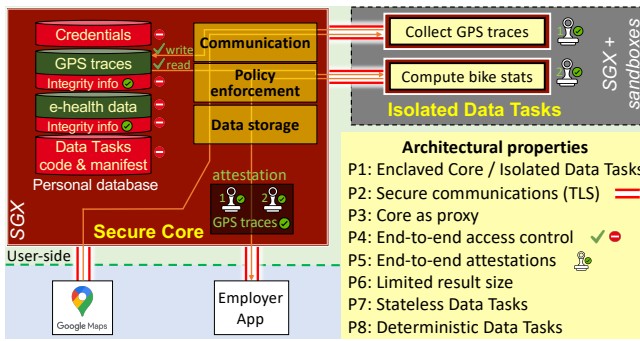 Credentials
GPS traces
Integrity info
e-health data
Integrity info
Data Tasks
code & manifest
Personal database
write
read
Communication
Policy
enforcement
Data storage
attestation
1
2
GPS traces
SGX
Secure Core
Collect GPS traces
1
Compute bike stats
2
Isolated Data Tasks
SGX +
sandboxes
User-side
Google Maps
Employer
App
Architectural properties
P1: Enclaved Core / Isolated Data Tasks
P2: Secure communications (TLS)
P3: Core as proxy
P4: End-to-end access control
P5: End-to-end attestations
P6: Limited result size
P7: Stateless Data Tasks
P8: Deterministic Data Tasks